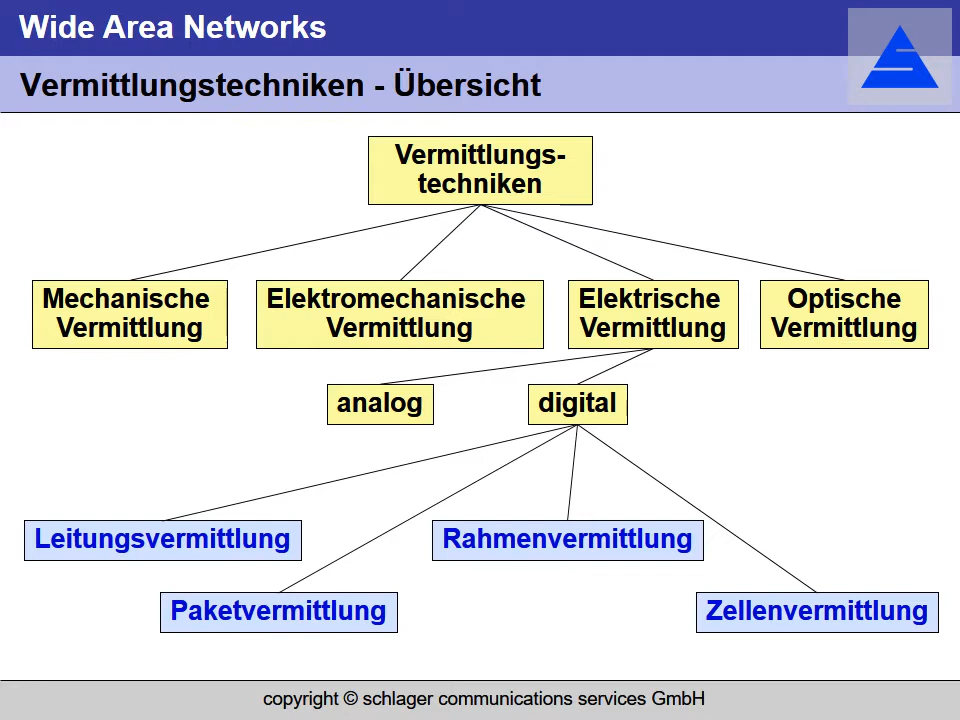 Wide Area Networks
Vermittlungstechniken - Übersicht
Vermittlungs-
techniken
Mechanische
Vermittlung
Elektromechanische
Vermittlung
Elektrische
Vermittlung
Optische
Vermittlung
analog
digital
Leitungsvermittlung
Rahmenvermittlung
Paketvermittlung
Zellenvermittlung
copyright © schlager communications services GmbH